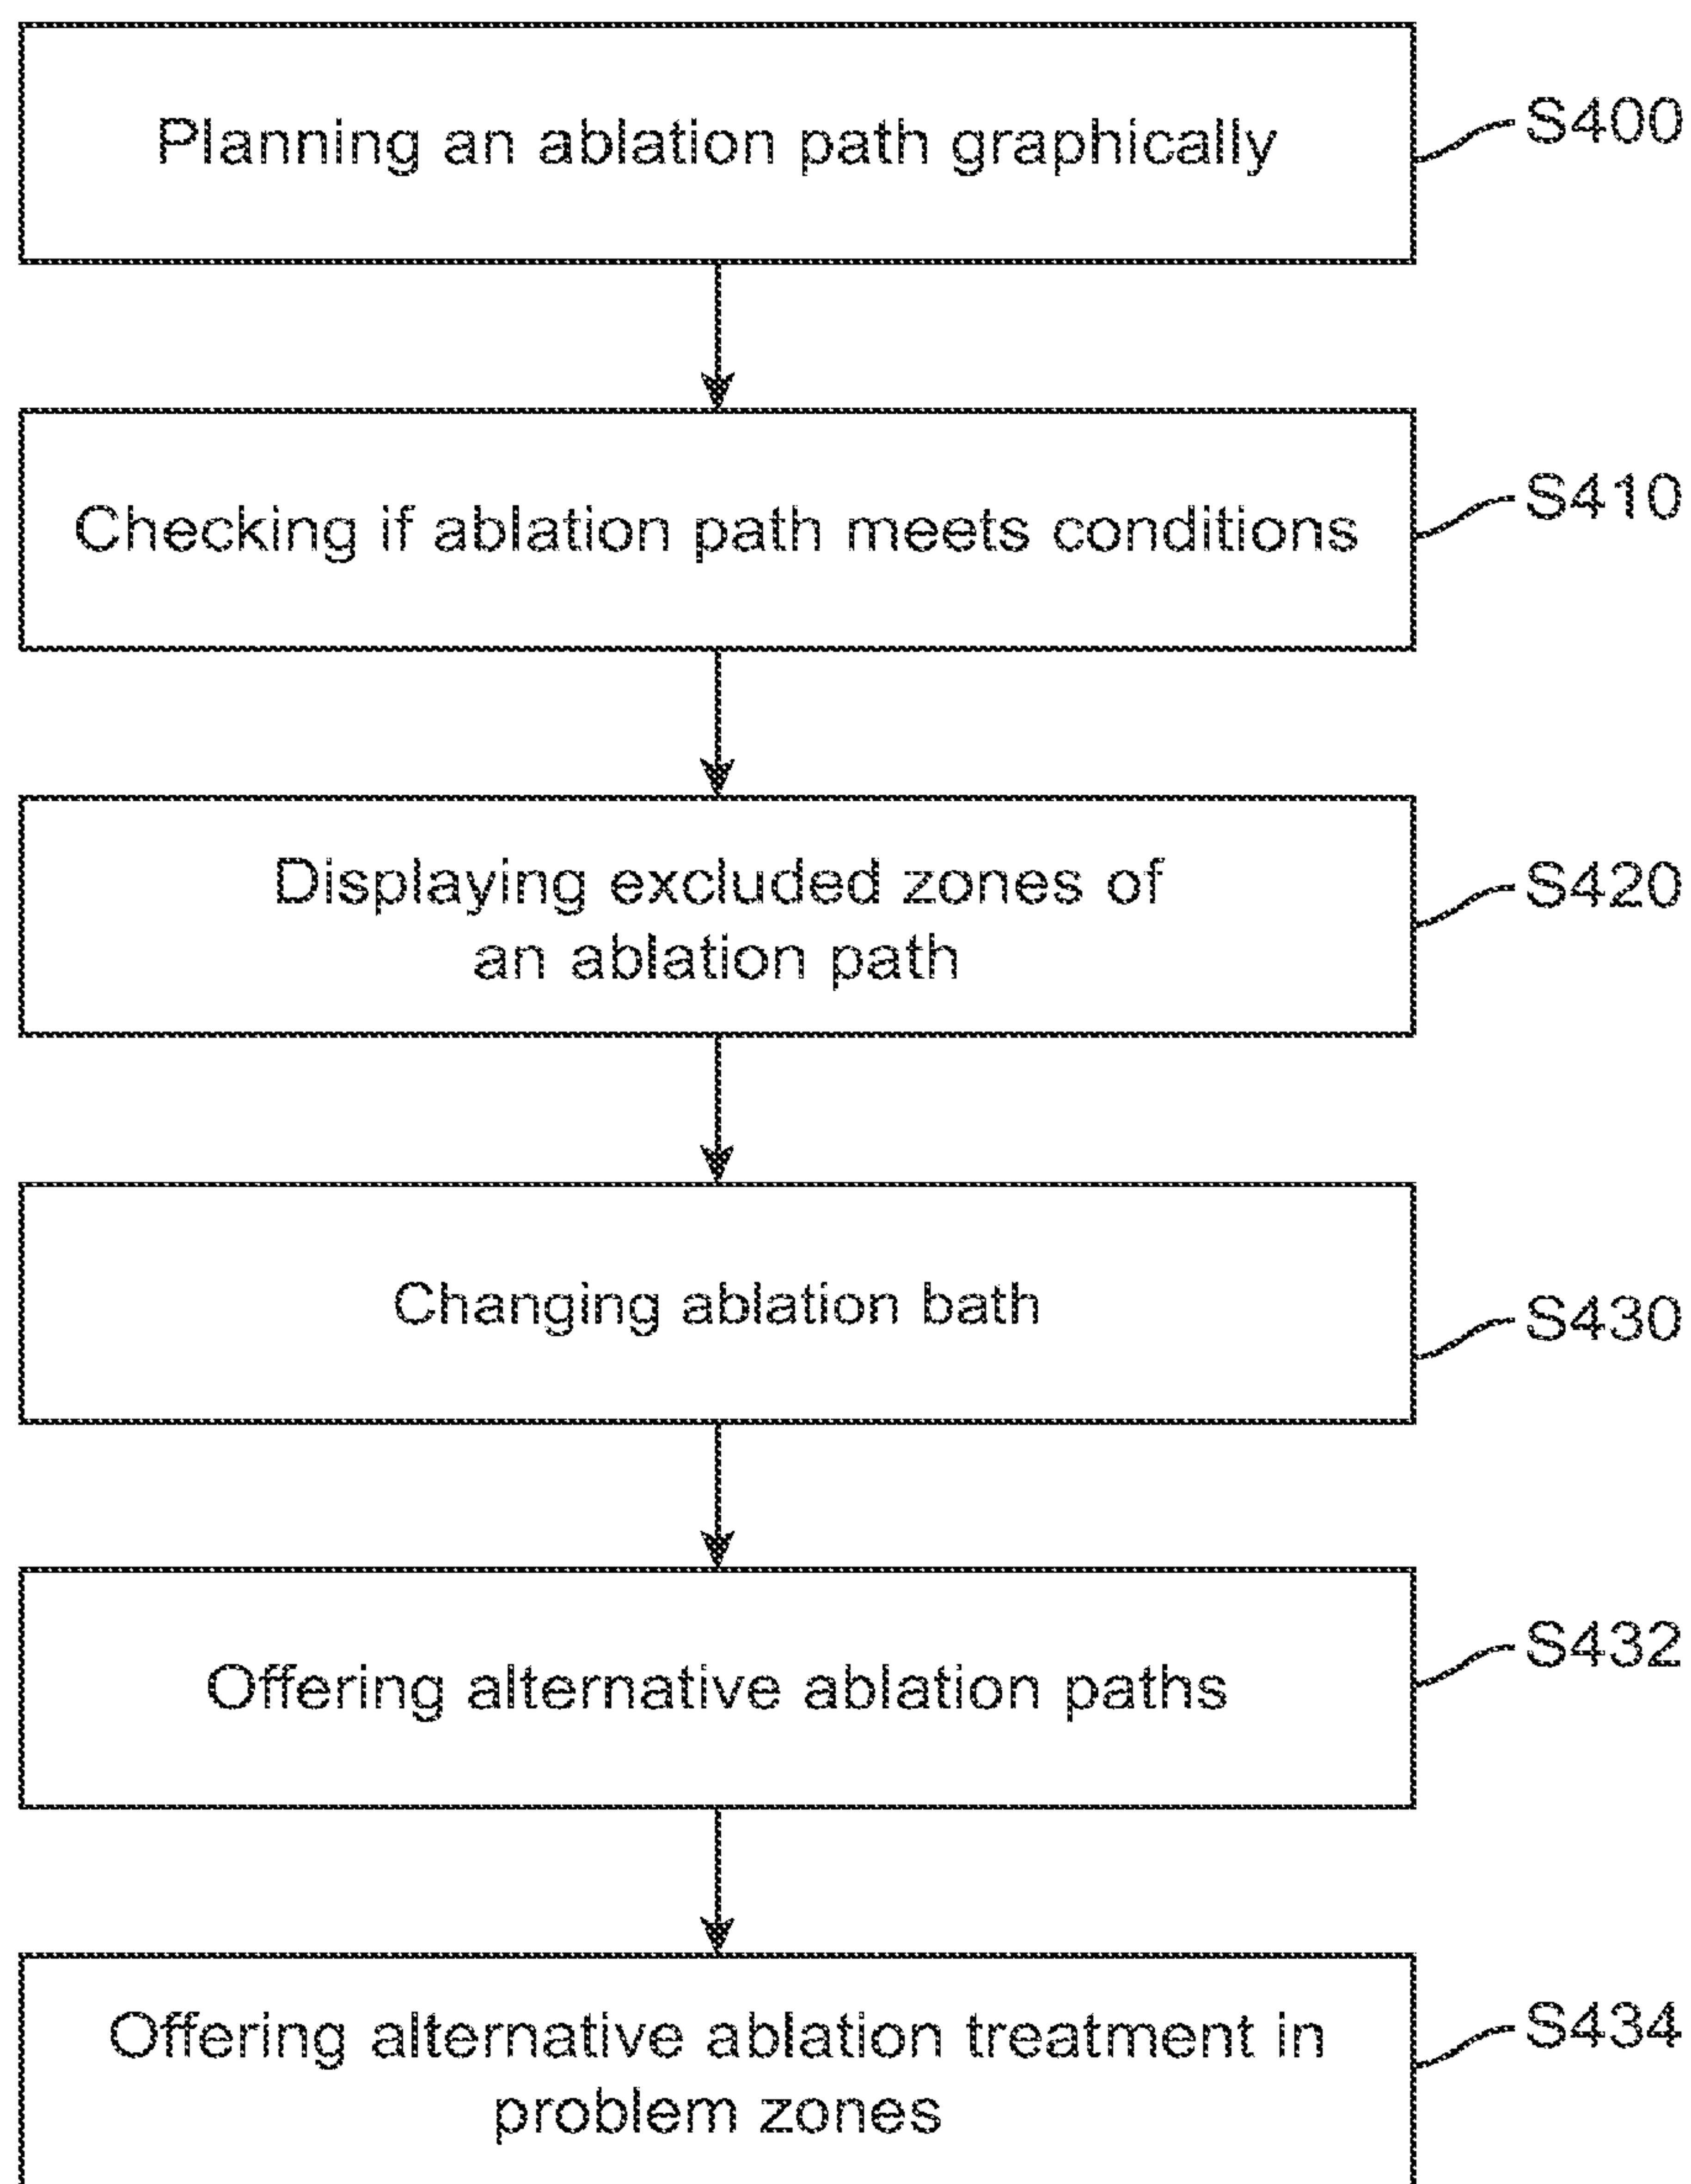 Planning an ablation path graphically
S400
Checking if ablation path meets conditions
S410
Displaying excluded zones of
an ablation path
S420
Changing ablation bath
S430
Offering alternative ablation paths
S432
Offering alternative ablation treatment in
problem zones
S434